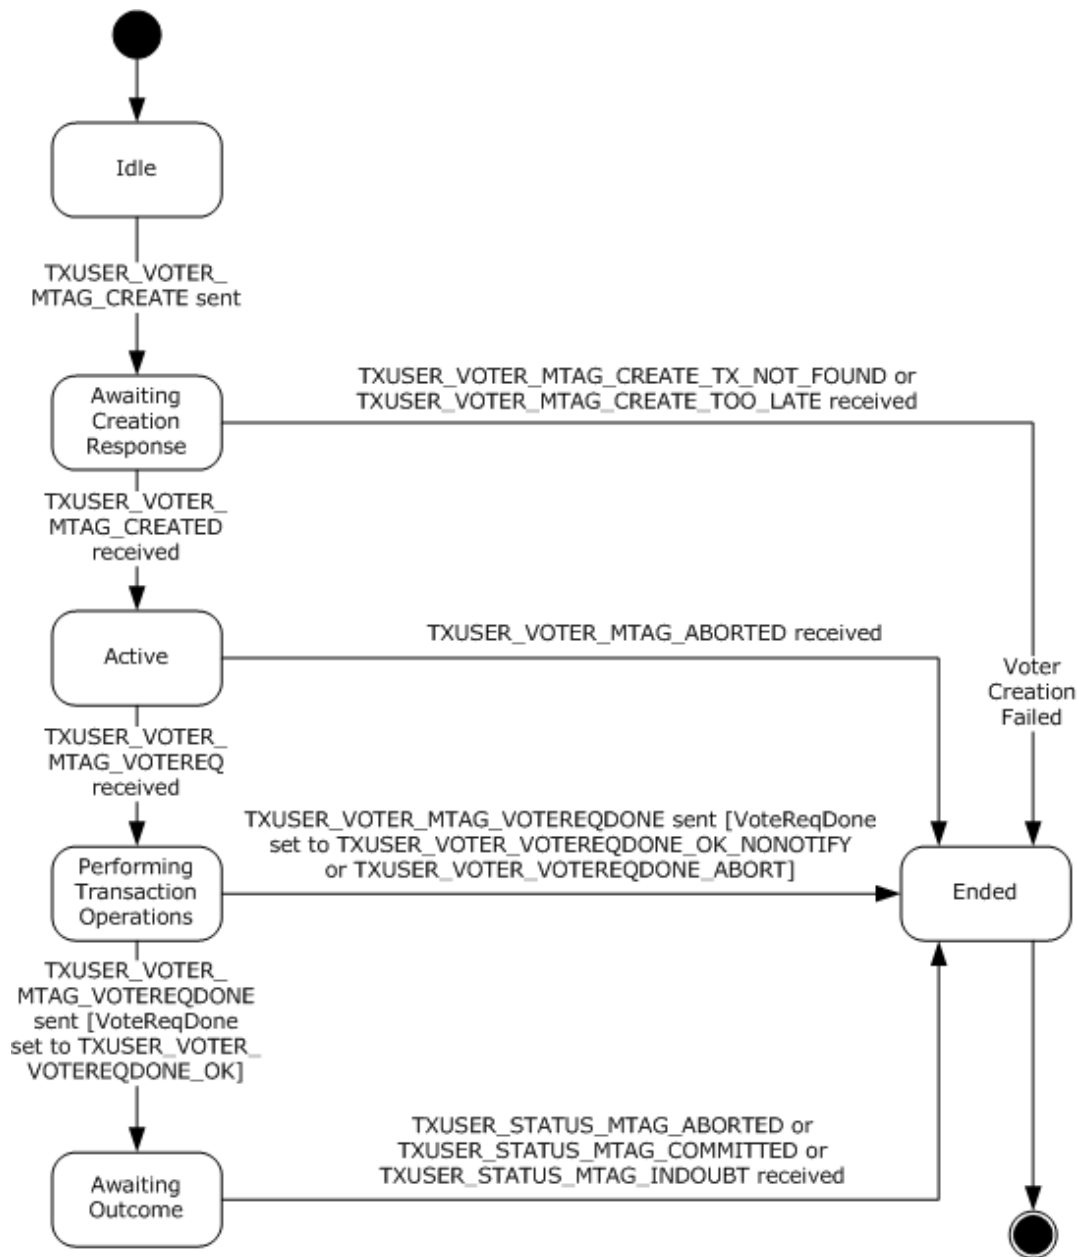 Idle
TXUSER_VOTER_
MTAG_CREATE sent
Awaiting
Creation
Response
TXUSER_VOTER_MTAG_CREATE_TX_NOT_FOUND or
TXUSER_VOTER_MTAG_CREATE_TOO_LATE received
TXUSER_VOTER_
MTAG_CREATED
received
Active
TXUSER_VOTER_MTAG_ABORTED received
Voter
Creation
Failed
TXUSER_VOTER_
MTAG_VOTEREQ
received
Performing
Transaction
Operations
TXUSER_VOTER_MTAG_VOTEREQDONE sent [VoteReqDone
set to TXUSER_VOTER_VOTEREQDONE_OK_NONOTIFY
or TXUSER_VOTER_VOTEREQDONE_ABORT]
Ended
TXUSER_VOTER_
MTAG_VOTEREQDONE
sent [VoteReqDone
set to TXUSER_VOTER_
VOTEREQDONE_OK]
TXUSER_STATUS_MTAG_ABORTED or
TXUSER_STATUS_MTAG_COMMITTED or
TXUSER_STATUS_MTAG_INDOUBT received
Awaiting
Outcome